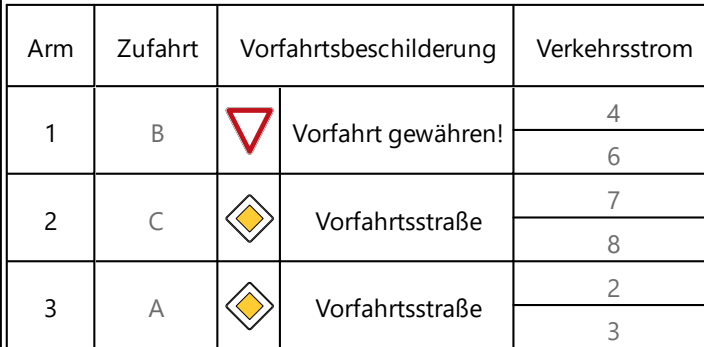 Arm Zufahrt Vorfahrtsbeschilderung Verkehrsstrom
1 B Vorfahrt gewähren! 4
6
2 C Vorfahrtsstraße 7
8
3 A Vorfahrtsstraße 2
3